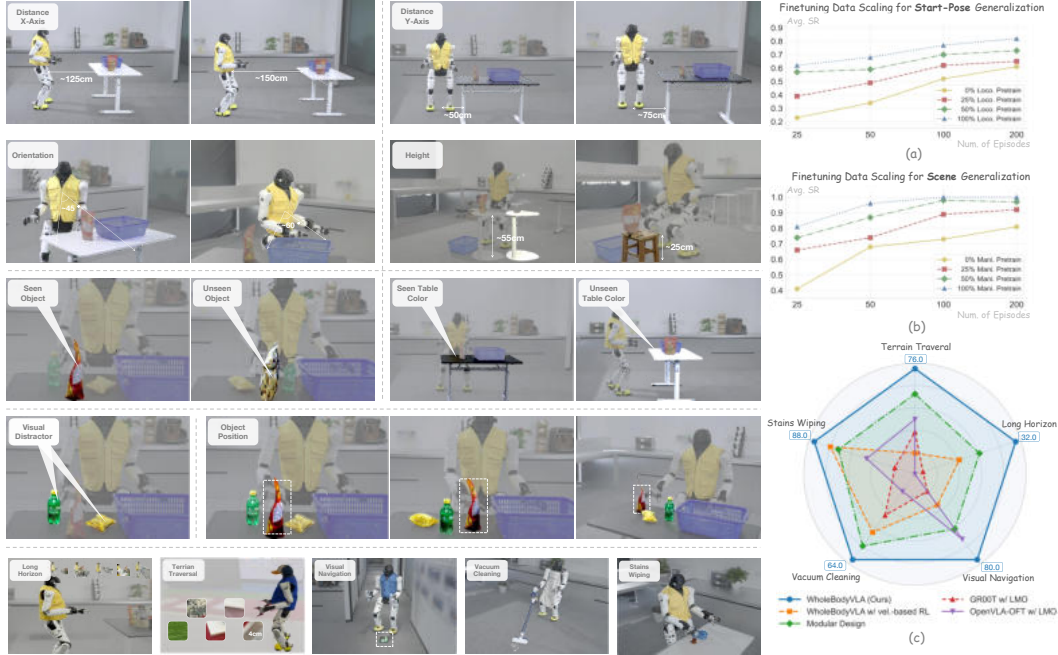 Distance
X-Axis
~125cm
~150cm
Distance
Y-Axis
~50cm
~75cm
Orientation
~45
~60
Height
~55cm
~25cm
Seen
Object
Unseen
Object
Seen Table
Color
Unseen
Table Color
Visual
Distractor
Object
Position
Long
Horizon
Terrian
Traversal
4cm
Visual
Navigation
Vacuum
Cleaning
Stains
Wiping
Finetuning Data Scaling for Start-Pose Generalization
Avg. SR
0.9
0.8
0.7
0.6
0.5
0.4
0.3
0.2
0% Loco. Pretrain
25% Loco. Pretrain
50% Loco. Pretrain
100% Loco. Pretrain
25 50 100 200
Num. of Episodes
(a)
Finetuning Data Scaling for Scene Generalization
Avg. SR
1.0
0.9
0.8
0.7
0.6
0.5
0.4
0% Mani. Pretrain
25% Mani. Pretrain
50% Mani. Pretrain
100% Mani. Pretrain
25 50 100 200
Num. of Episodes
(b)
Terrain Traveral
76.0
Stains Wiping
88.0
Long Horizon
32.0
64.0
Vacuum Cleaning
80.0
Visual Navigation
WholeBodyVLA (Ours)
WholeBodyVLA w/ vel.-based RL
Modular Design
GR00T w/ LMO
OpenVLA-OFT w/ LMO
(c)